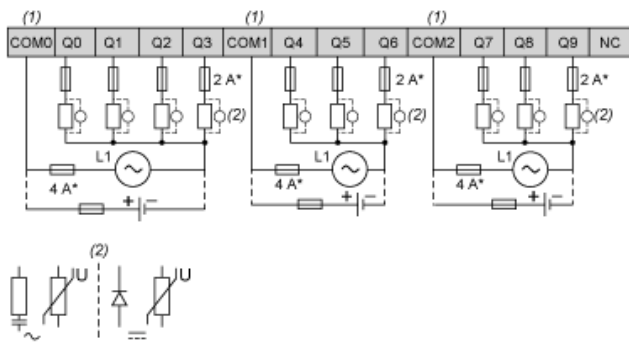 (1) (1) (1)
COM0 Q0 Q1 Q2 Q3 COM1 Q4 Q5 Q6 COM2 Q7 Q8 Q9 NC
2 A* 2 A* 2 A*
(2) (2) (2)
L1 L1 L1
4 A* 4 A* 4 A*
+ − + − + −
(2)
U U